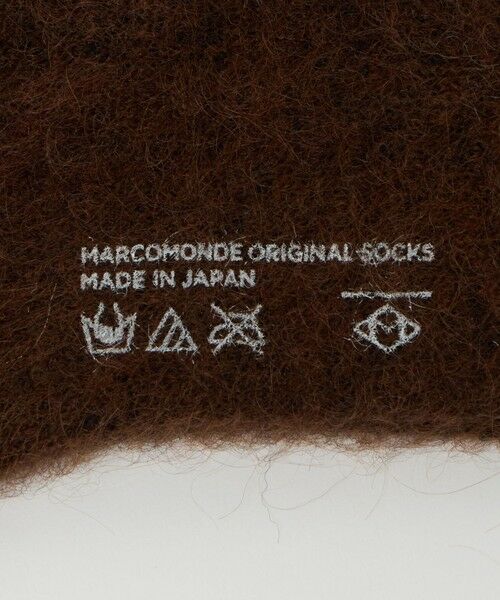 MARCOMONDE ORIGINAL SOCKS
MADE IN JAPAN
M